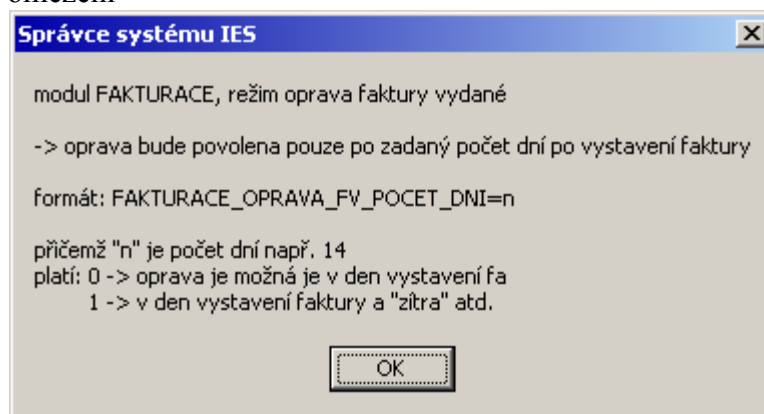 Správce systému IES
modul FAKTURACE, režim oprava faktury vydané
-> oprava bude povolena pouze po zadaný počet dní po vystavení faktury
formát: FAKTURACE_OPRAVA_FV_POCET_DNI=n
přičemž "n" je počet dní např. 14
platí: 0 -> oprava je možná je v den vystavení fa
1 -> v den vystavení faktury a "zítra" atd.
OK